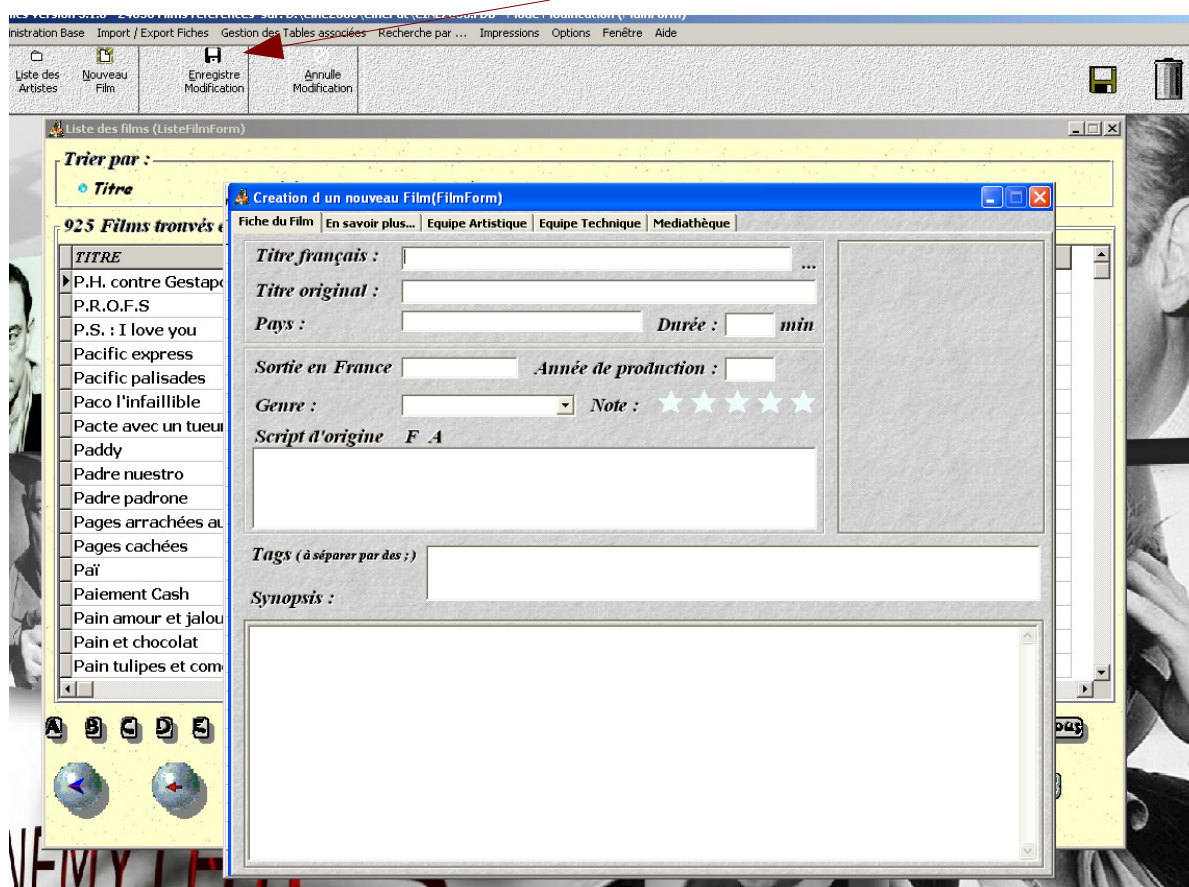 nistration Base Import / Export Fiches Gestion des Tables associées Recherche par ... Impressions Options Fenêtre Aide
Liste des Artistes
Nouveau Film
Enregistre Modification
Annulle Modification
Liste des films (ListeFilmForm)
Trier par :
Titre
925 Films trouvés
TITRE
P.H. contre Gestapo
P.R.O.F.S
P.S. : I love you
Pacific express
Pacific palisades
Paco l'infaillible
Pacte avec un tueur
Paddy
Padre nuestro
Padre padrone
Pages arrachées au
Pages cachées
Paï
Paiement Cash
Pain amour et jalou
Pain et chocolat
Pain tulipes et com
A B C D E
Creation d un nouveau Film(FilmForm)
Fiche du Film En savoir plus... Equipe Artistique Equipe Technique Mediathèque
Titre français : ...
Titre original :
Pays : Durée : min
Sortie en France Année de production :
Genre : Note :
Script d'origine F A
Tags (à séparer par des ;)
Synopsis :